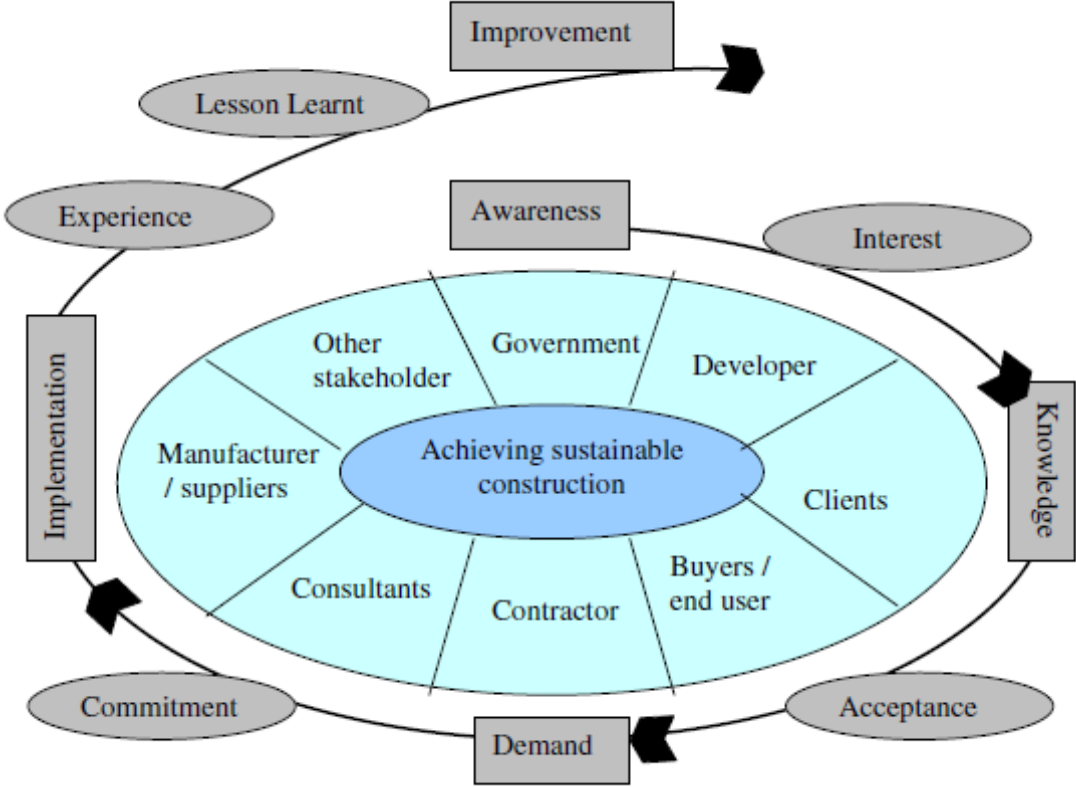 Improvement
Lesson Learnt
Experience
Awareness
Interest
Other
stakeholder
Government
Developer
Implementation
Manufacturer
/ suppliers
Achieving sustainable
construction
Clients
Knowledge
Consultants
Contractor
Buyers /
end user
Commitment
Demand
Acceptance